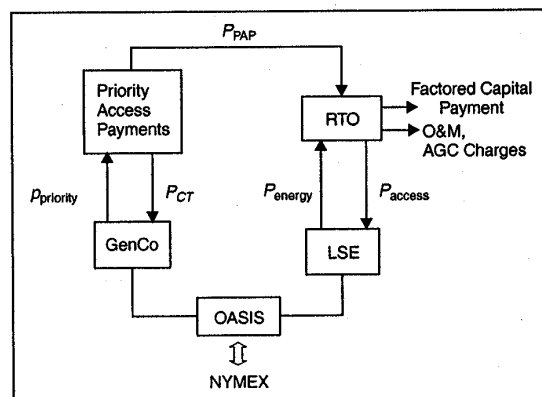 P_PAP
Priority
Access
Payments
RTO
Factored Capital
Payment
O&M,
AGC Charges
p_priority
P_CT
P_energy
P_access
GenCo
LSE
OASIS
NYMEX